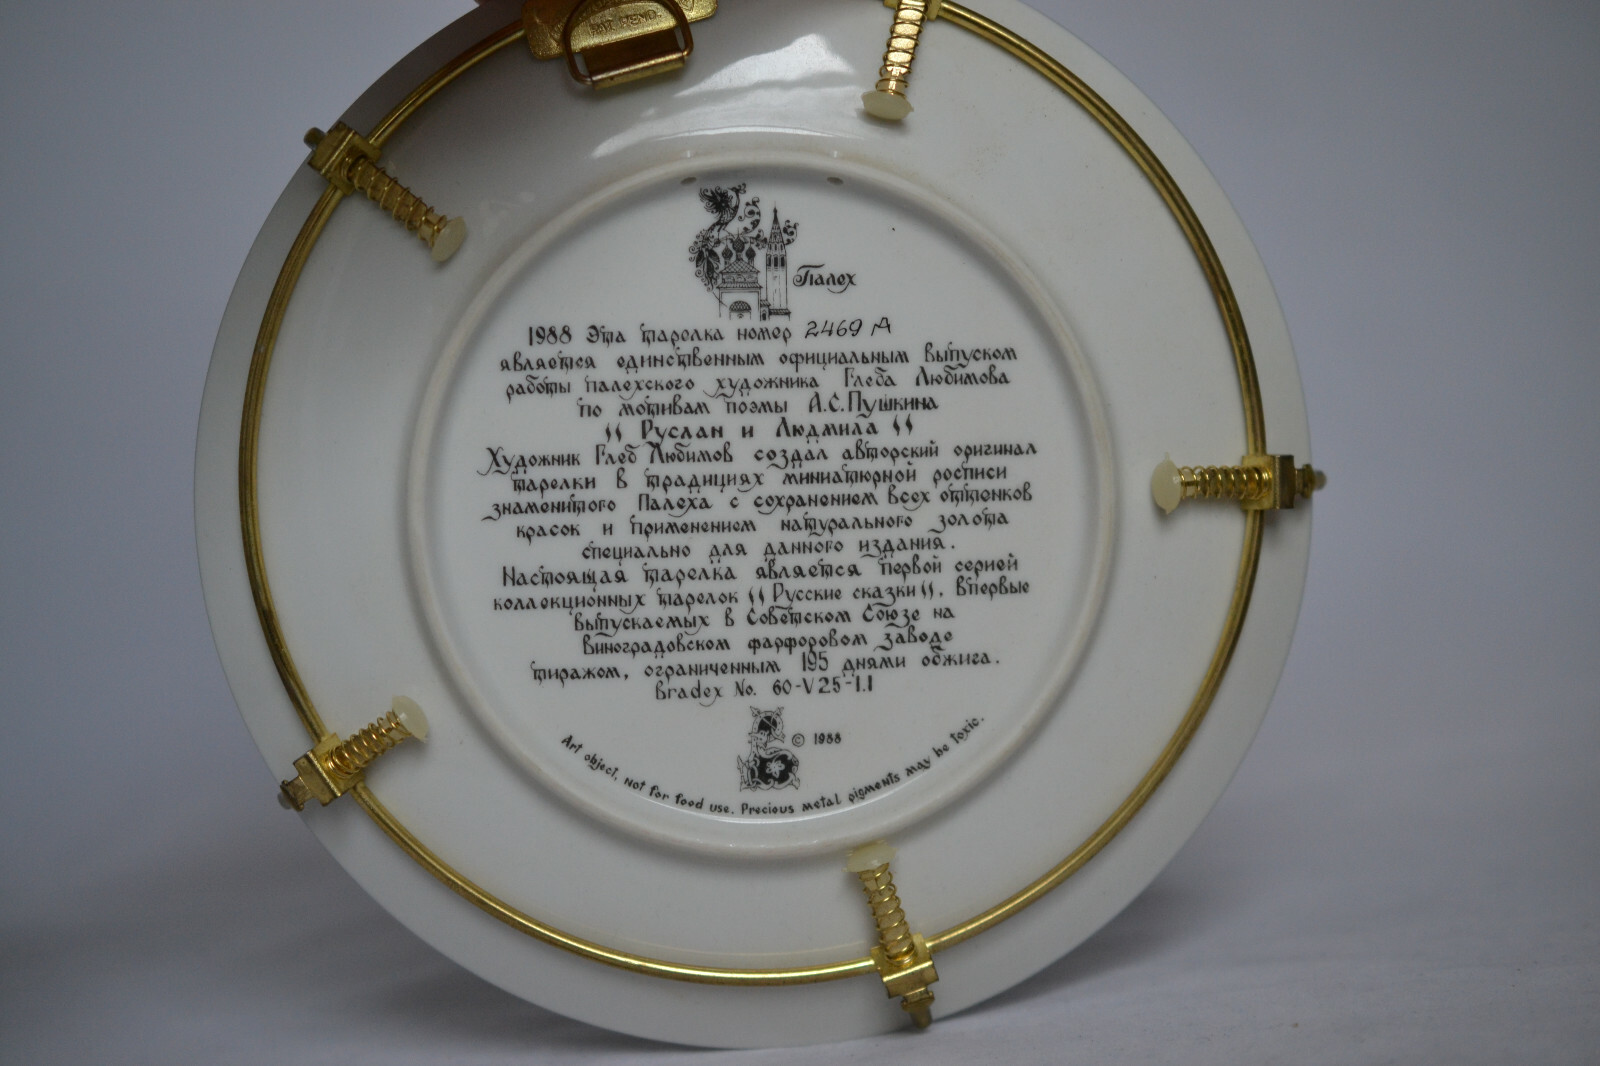 PAT. PEND.
Палех
1988 Эта тарелка номер 2469 А
является единственным официальным выпуском
работы палехского художника Глеба Любимова
по мотивам поэмы А.С.Пушкина
"Руслан и Людмила"
Художник Глеб Любимов создал авторский оригинал
тарелки в традициях миниатюрной росписи
знаменитого Палеха с сохранением всех оттенков
красок и применением натурального золота
специально для данного издания.
Настоящая тарелка является первой серией
коллекционных тарелок "Русские сказки", впервые
выпускаемых в Советском Союзе на
Виноградовском фарфоровом заводе
тиражом, ограниченным 195 днями обжига.
Bradex No. 60-V25-1.1
© 1988
Art object, not for food use. Precious metal pigments may be toxic.